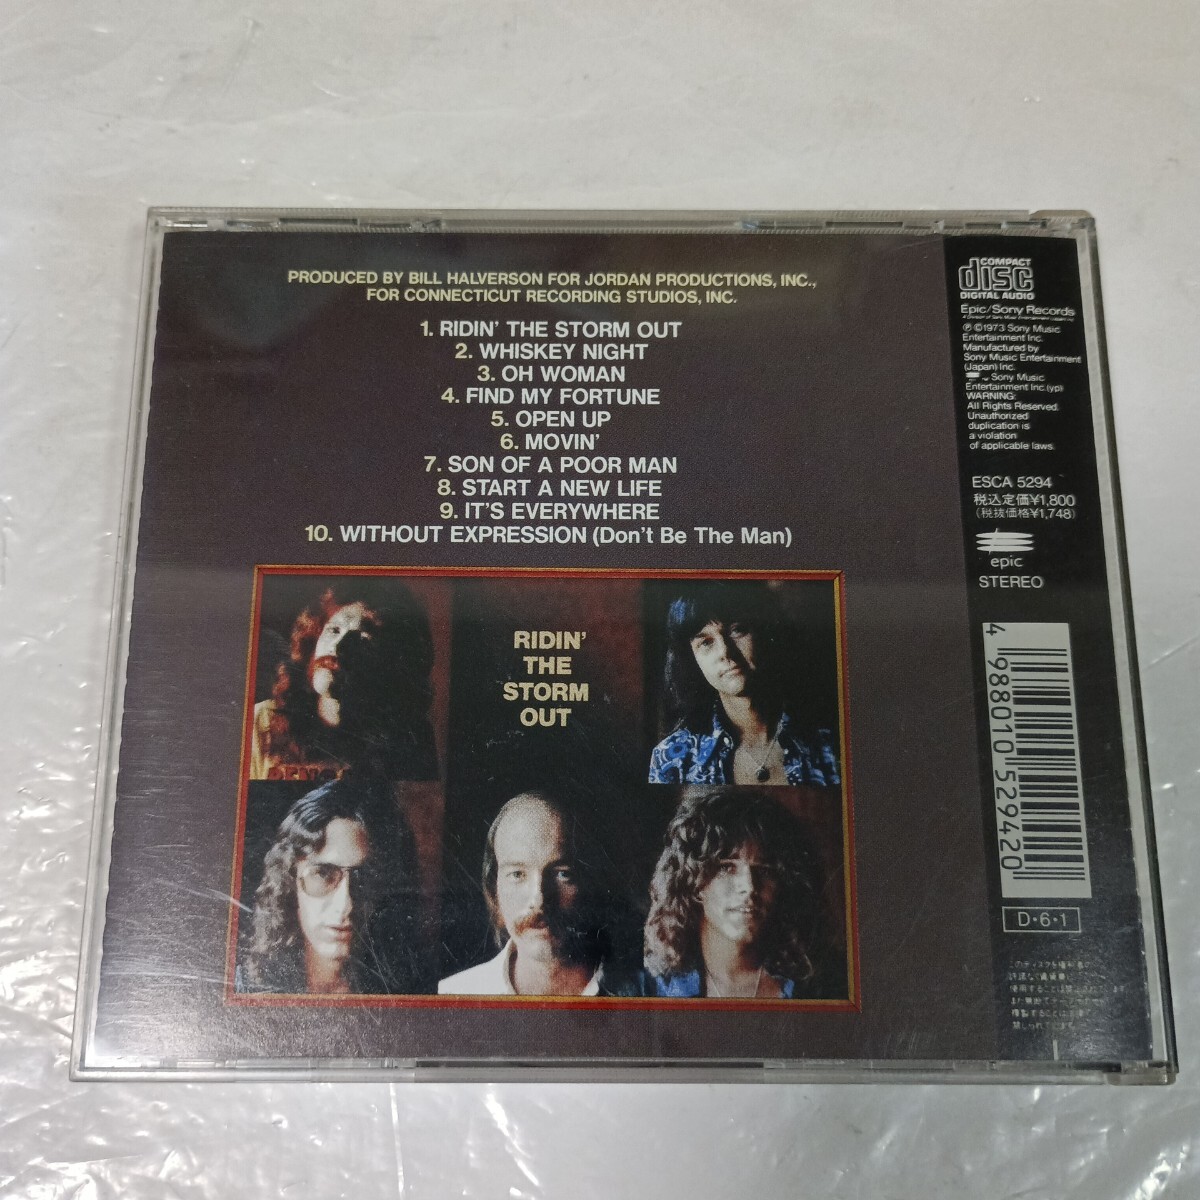 PRODUCED BY BILL HALVERSON FOR JORDAN PRODUCTIONS, INC.,
FOR CONNECTICUT RECORDING STUDIOS, INC.
1. RIDIN' THE STORM OUT
2. WHISKEY NIGHT
3. OH WOMAN
4. FIND MY FORTUNE
5. OPEN UP
6. MOVIN'
7. SON OF A POOR MAN
8. START A NEW LIFE
9. IT'S EVERYWHERE
10. WITHOUT EXPRESSION (Don't Be The Man)
RIDIN'
THE
STORM
OUT
COMPACT
disc
DIGITAL AUDIO
Epic/Sony Records
℗©1973 Sony Music
Entertainment Inc.
Manufactured by
Sony Music Entertainment
(Japan) Inc.
Sony Music
Entertainment Inc.(yp)
WARNING:
All Rights Reserved.
Unauthorized
duplication is
a violation
of applicable laws.
ESCA 5294
税込定価¥1,800
(税抜価格¥1,748)
epic
STEREO
4 988010 529420
D・6・1